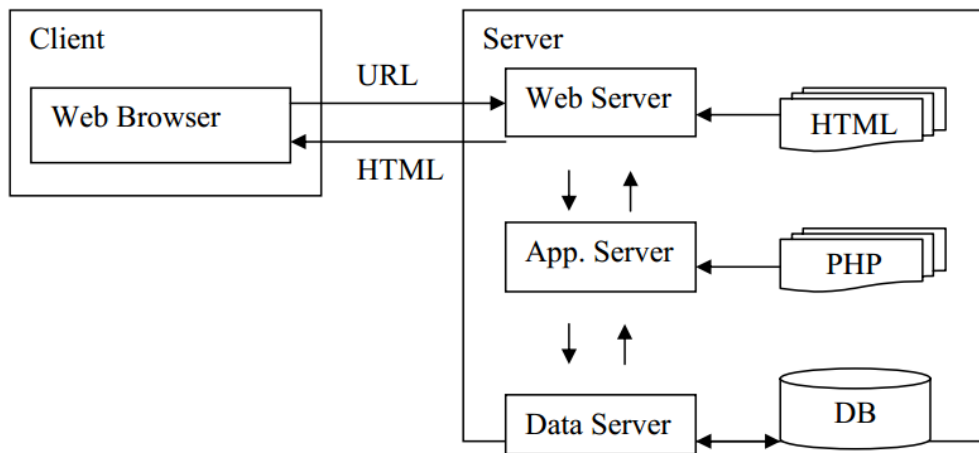 Client
Server
URL
Web Browser
Web Server
HTML
HTML
App. Server
PHP
Data Server
DB